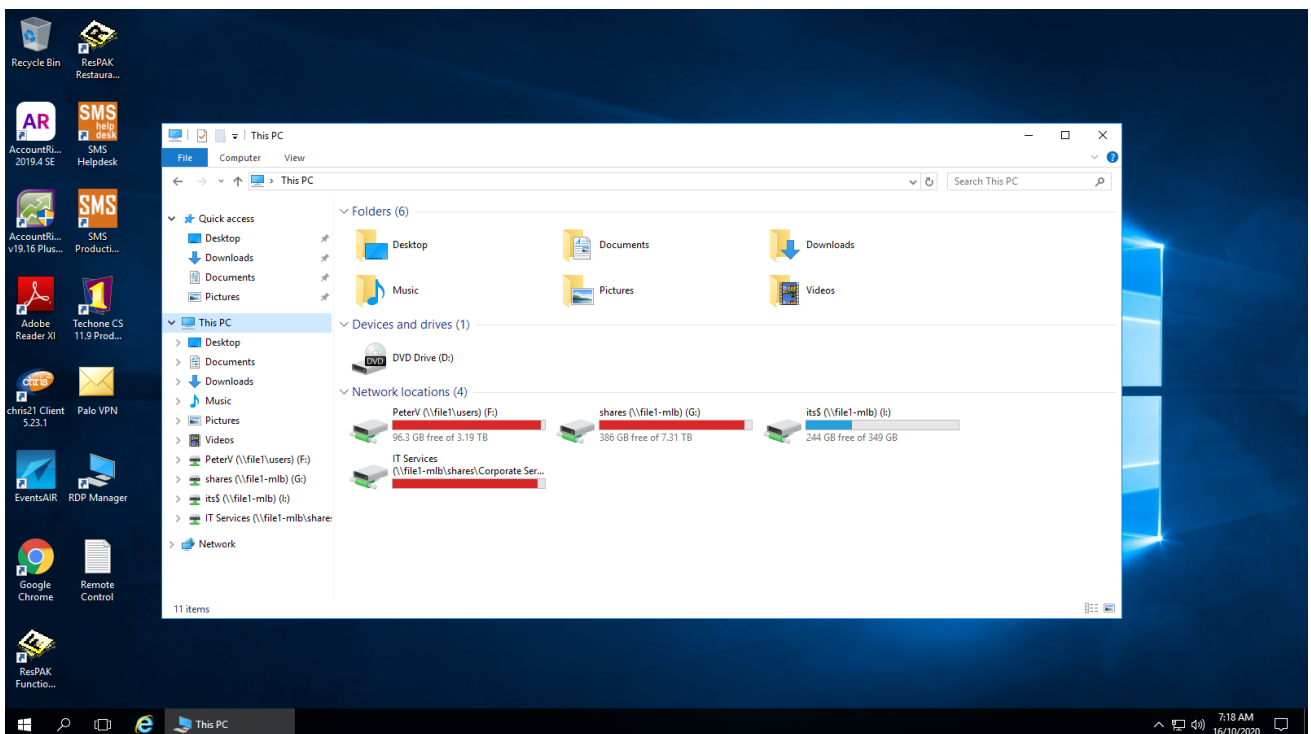 Recycle Bin
ResPAK
Restaura...
AR
AccountRi...
2019.4 SE
SMS
help
desk
SMS
Helpdesk
AccountRi...
v19.16 Plus...
SMS
SMS
Producti...
Adobe
Reader XI
Techone CS
11.9 Prod...
chris
chris21 Client
5.23.1
Palo VPN
EventsAIR
RDP Manager
Google
Chrome
Remote
Control
ResPAK
Functio...
This PC
File
Computer
View
This PC
Search This PC
Quick access
Desktop
Downloads
Documents
Pictures
This PC
Desktop
Documents
Downloads
Music
Pictures
Videos
PeterV (\\file1\users) (F:)
shares (\\file1-mlb) (G:)
its$ (\\file1-mlb) (I:)
IT Services (\\file1-mlb\shares
Network
Folders (6)
Desktop
Documents
Downloads
Music
Pictures
Videos
Devices and drives (1)
DVD
DVD Drive (D:)
Network locations (4)
PeterV (\\file1\users) (F:)
96.3 GB free of 3.19 TB
shares (\\file1-mlb) (G:)
386 GB free of 7.31 TB
its$ (\\file1-mlb) (I:)
244 GB free of 349 GB
IT Services
(\\file1-mlb\shares\Corporate Ser...
11 items
This PC
7:18 AM
16/10/2020